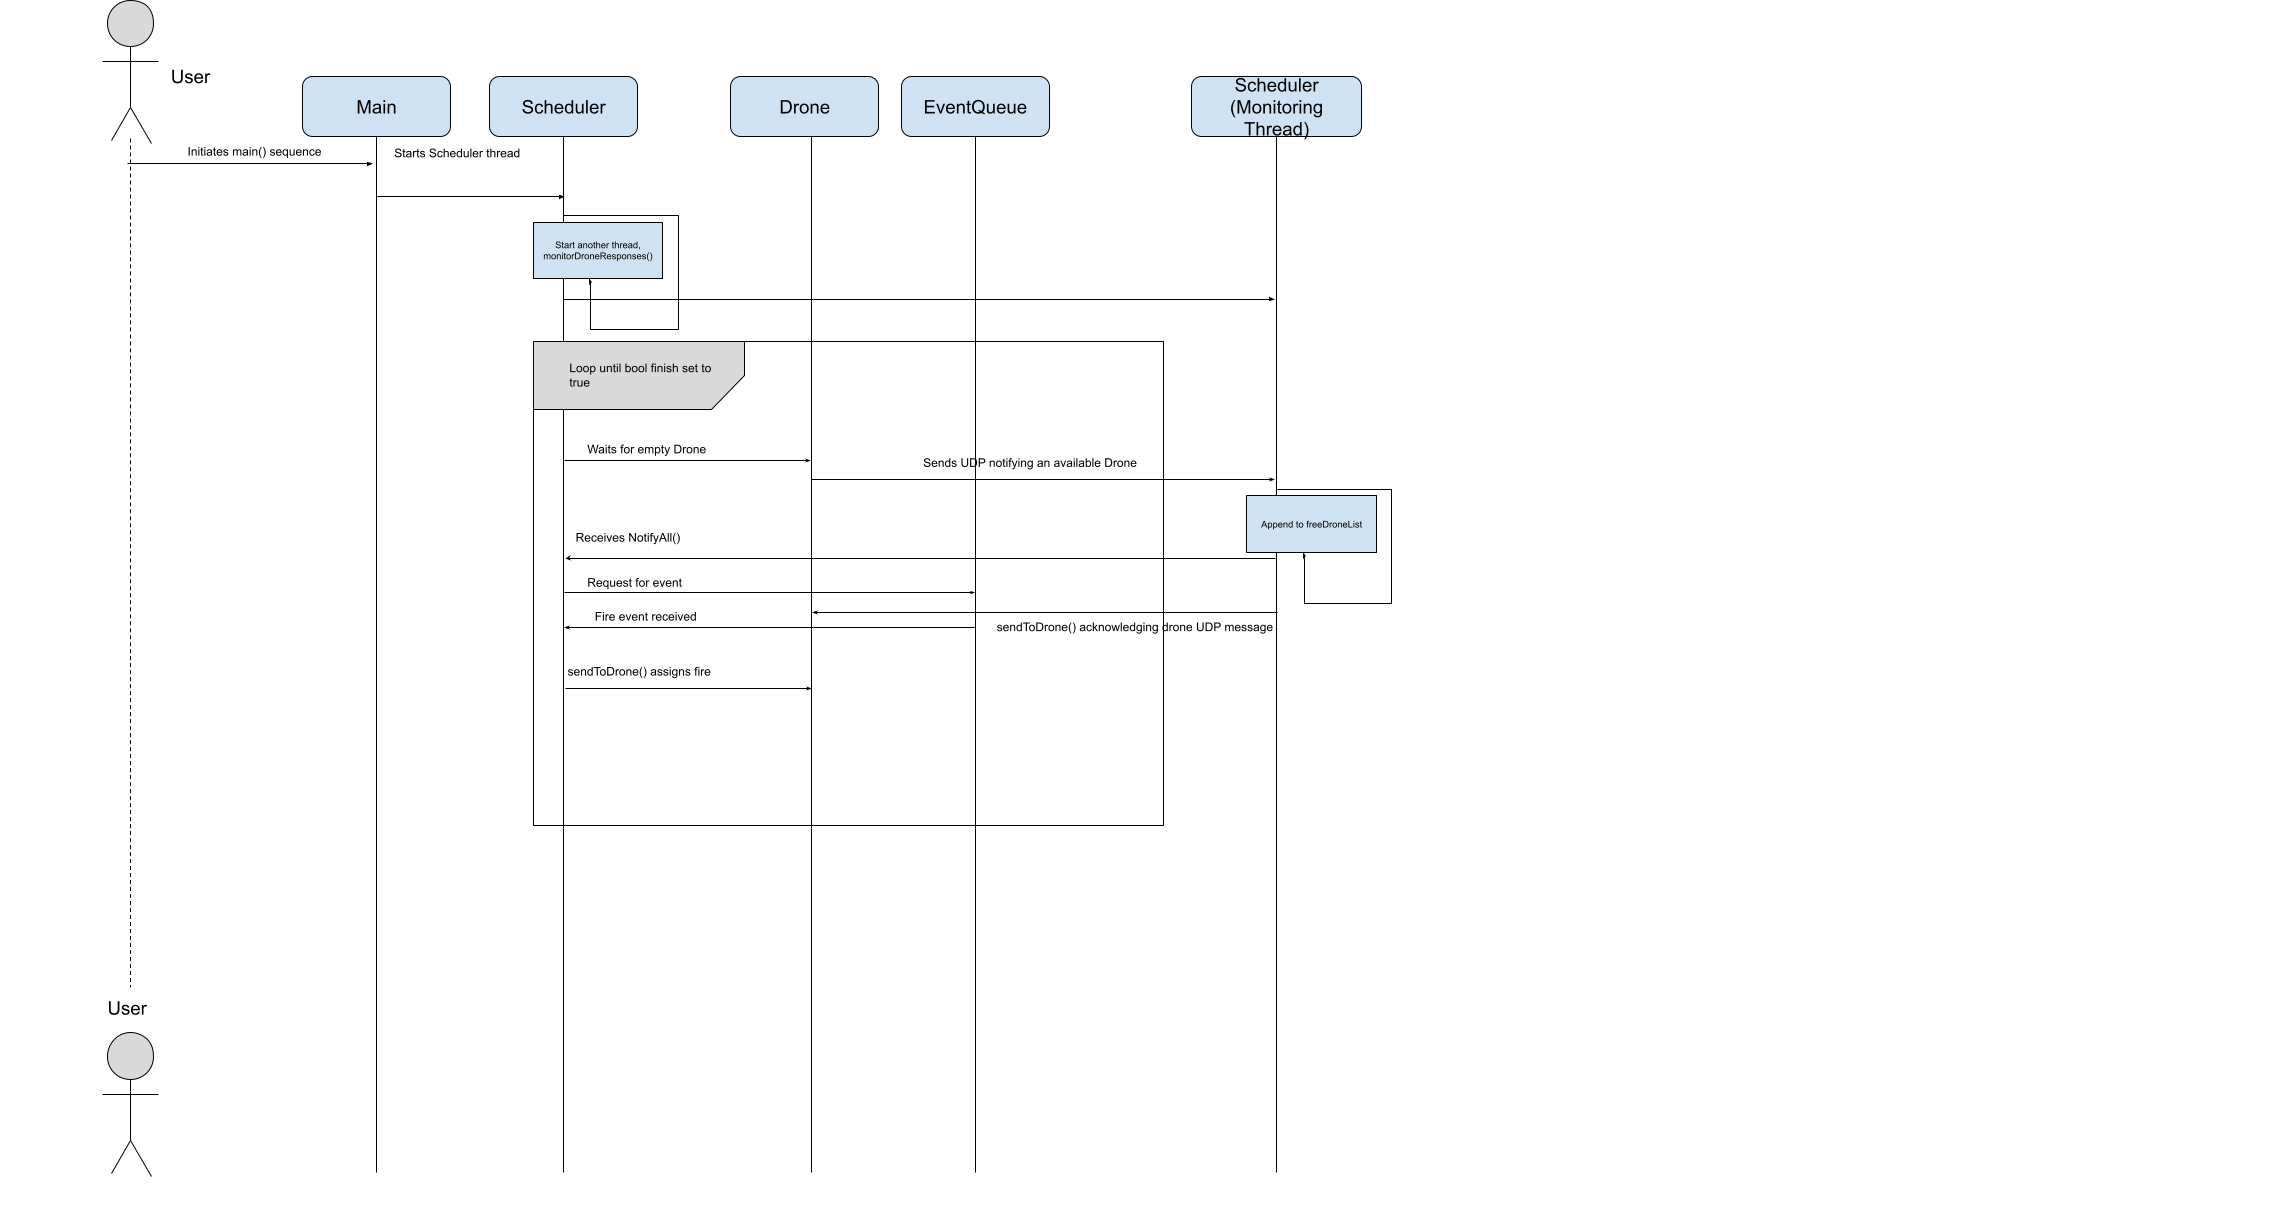 User
Main
Scheduler
Drone
EventQueue
Scheduler
(Monitoring
Thread)
Initiates main() sequence
Starts Scheduler thread
Start another thread,
monitorDroneResponses()
Loop until bool finish set to
true
Waits for empty Drone
Sends UDP notifying an available Drone
Append to freeDroneList
Receives NotifyAll()
Request for event
Fire event received
sendToDrone() acknowledging drone UDP message
sendToDrone() assigns fire
User